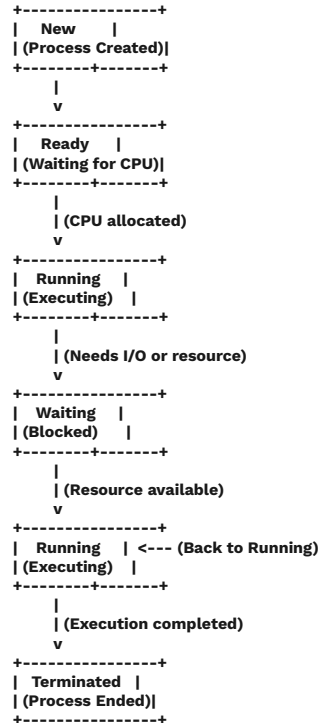 +----------------+
|    New       |
| (Process Created)|
+--------+-------+
|
v
+----------------+
|    Ready     |
| (Waiting for CPU)|
+--------+-------+
|
| (CPU allocated)
v
+----------------+
|   Running    |
| (Executing)   |
+--------+-------+
|
| (Needs I/O or resource)
v
+----------------+
|   Waiting    |
| (Blocked)     |
+--------+-------+
|
| (Resource available)
v
+----------------+
|   Running    | <--- (Back to Running)
| (Executing)   |
+--------+-------+
|
| (Execution completed)
v
+----------------+
|  Terminated  |
| (Process Ended)|
+----------------+